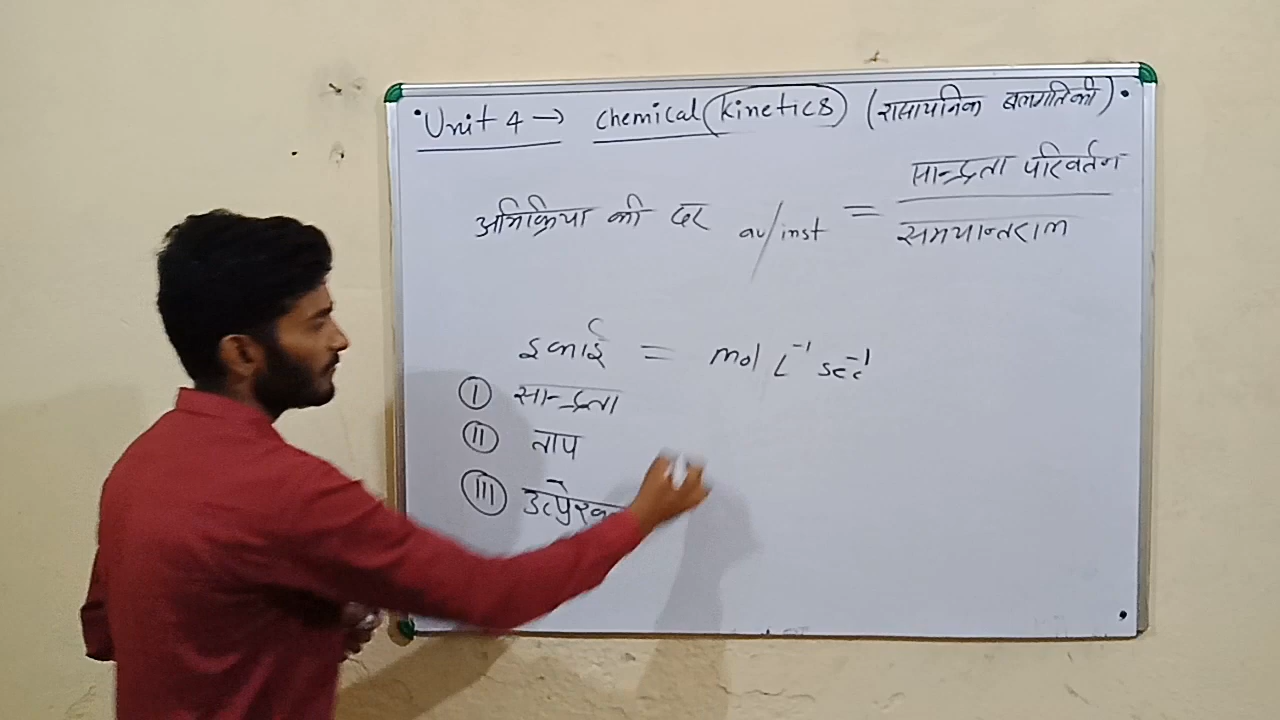 Unit 4 → Chemical kinetics (रासायनिक बलगतिकी)
अभिक्रिया की दर av/inst = सान्द्रता परिवर्तन
समयान्तराल
इकाई = mol L⁻¹ sec⁻¹
(I) सान्द्रता
(II) ताप
(III) उत्प्रेरक